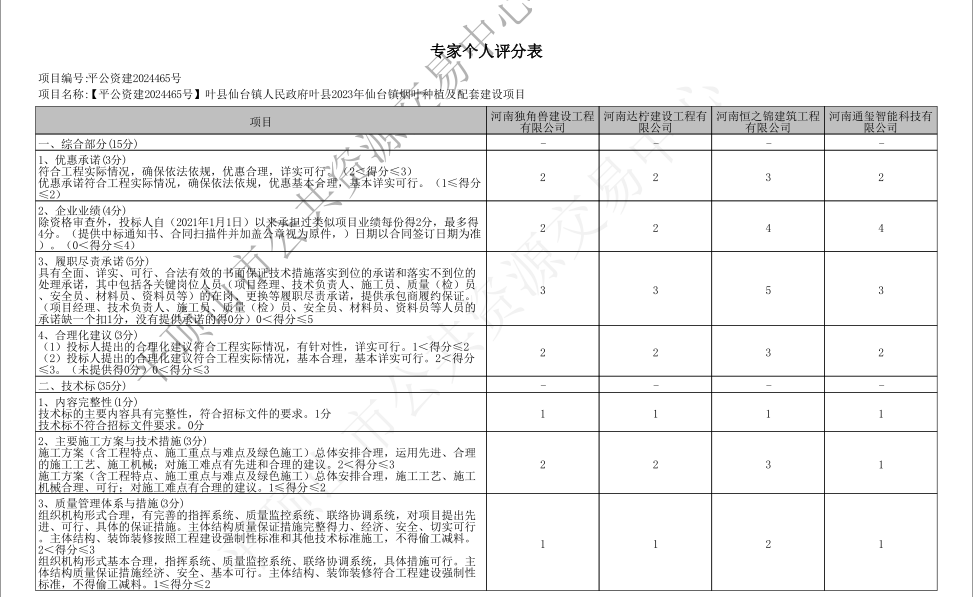 专家个人评分表
项目编号:平公资建2024465号
项目名称:【平公资建2024465号】叶县仙台镇人民政府叶县2023年仙台镇烟叶种植及配套建设项目
项目 河南独角兽建设工程有限公司 河南达柠建设工程有限公司 河南恒之锦建筑工程有限公司 河南通玺智能科技有限公司
一、综合部分(15分) － － － －
1、优惠承诺(3分)
符合工程实际情况，确保依法依规，优惠合理，详实可行。（2＜得分≤3）
优惠承诺符合工程实际情况，确保依法依规，优惠基本合理，基本详实可行。（1≤得分
≤2）
2 2 3 2
2、企业业绩(4分)
除资格审查外，投标人自（2021年1月1日）以来承担过类似项目业绩每份得2分，最多得
4分。（提供中标通知书、合同扫描件并加盖公章视为原件，）日期以合同签订日期为准
）。（0＜得分≤4）
2 2 4 4
3、履职尽责承诺(5分)
具有全面、详实、可行、合法有效的书面保证技术措施落实到位的承诺和落实不到位的
处理承诺，其中包括各关键岗位人员（项目经理、技术负责人、施工员、质量（检）员
、安全员、材料员、资料员等）的在岗、更换等履职尽责承诺，提供承包商履约保证。
（项目经理、技术负责人、施工员、质量（检）员、安全员、材料员、资料员等人员的
承诺缺一个扣1分，没有提供承诺的得0分）0＜得分≤5
3 3 5 3
4、合理化建议(3分)
（1）投标人提出的合理化建议符合工程实际情况，有针对性，详实可行。1＜得分≤2
（2）投标人提出的合理化建议符合工程实际情况，基本合理，基本详实可行。2＜得分
≤3。（未提供得0分）0＜得分≤3
2 2 3 2
二、技术标(35分) － － － －
1、内容完整性(1分)
技术标的主要内容具有完整性，符合招标文件的要求。1分
技术标不符合招标文件要求。0分
1 1 1 1
2、主要施工方案与技术措施(3分)
施工方案（含工程特点、施工重点与难点及绿色施工）总体安排合理，运用先进、合理
的施工工艺、施工机械；对施工难点有先进和合理的建议。2＜得分≤3
施工方案（含工程特点、施工重点与难点及绿色施工）总体安排合理，施工工艺、施工
机械合理、可行；对施工难点有合理的建议。1≤得分≤2
2 2 3 1
3、质量管理体系与措施(3分)
组织机构形式合理，有完善的指挥系统、质量监控系统、联络协调系统，对项目提出先
进、可行、具体的保证措施。主体结构质量保证措施完整得力、经济、安全、切实可行
。主体结构、装饰装修按照工程建设强制性标准和其他技术标准施工，不得偷工减料。
2＜得分≤3
组织机构形式基本合理，指挥系统、质量监控系统、联络协调系统，具体措施可行。主
体结构质量保证措施经济、安全、基本可行。主体结构、装饰装修符合工程建设强制性
标准，不得偷工减料。1≤得分≤2
1 1 2 1
平顶山市公共资源交易中心
平顶山市公共资源交易中心